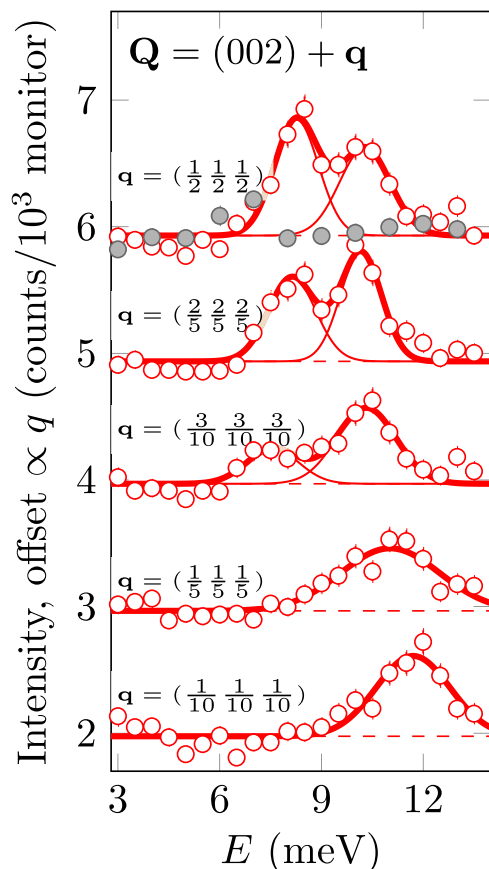 Q = (002) + q
Intensity, offset ∝ q (counts/10³ monitor)
7
q = (1/2 1/2 1/2)
6
q = (2/5 2/5 2/5)
5
q = (3/10 3/10 3/10)
4
q = (1/5 1/5 1/5)
3
q = (1/10 1/10 1/10)
2
3 6 9 12
E (meV)